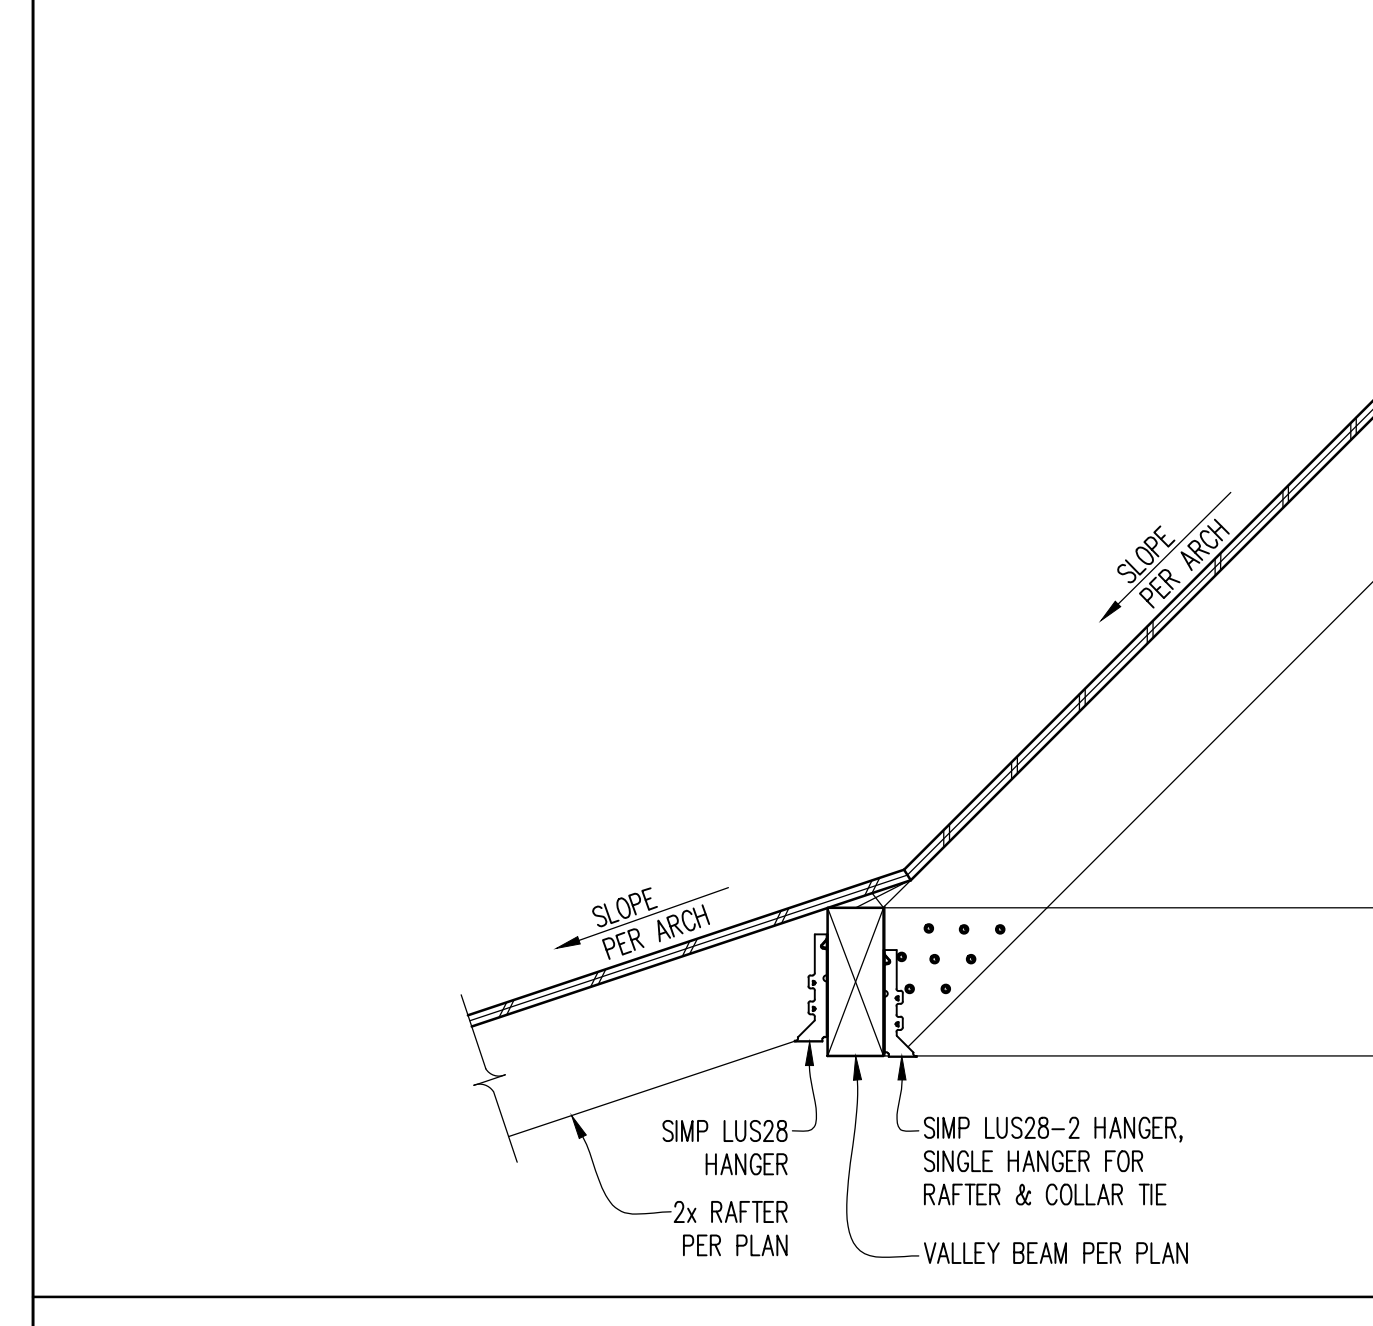 SLOPE
PER ARCH
SLOPE
PER ARCH
SIMP LUS28
HANGER
2x RAFTER
PER PLAN
SIMP LUS28-2 HANGER,
SINGLE HANGER FOR
RAFTER & COLLAR TIE
VALLEY BEAM PER PLAN